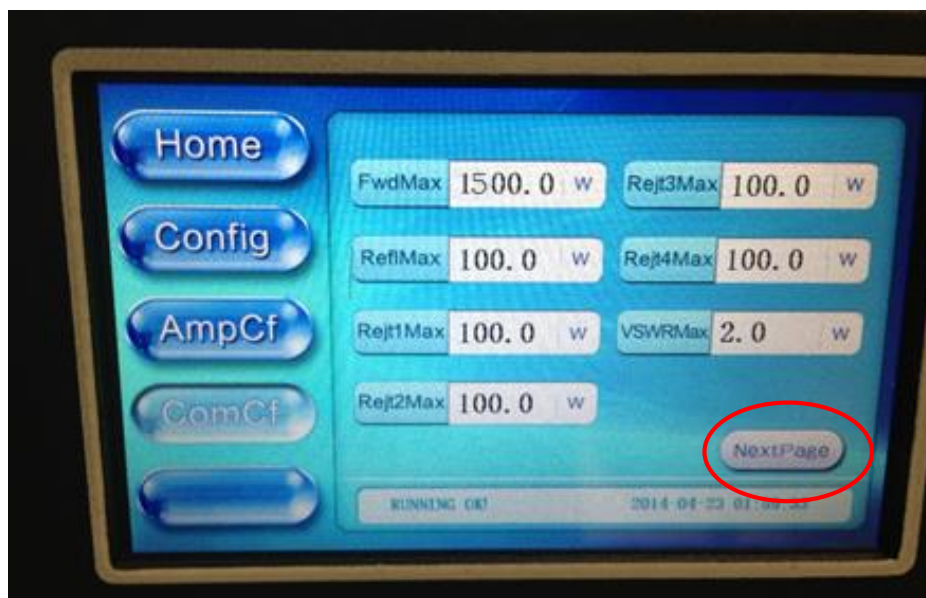 Home
Config
AmpCf
ComCf
FwdMax 1500.0 W
Rejt3Max 100.0 W
ReflMax 100.0 W
Rejt4Max 100.0 W
Rejt1Max 100.0 W
VSWRMax 2.0 W
Rejt2Max 100.0 W
NextPage
RUNNING OK!
2014-04-23